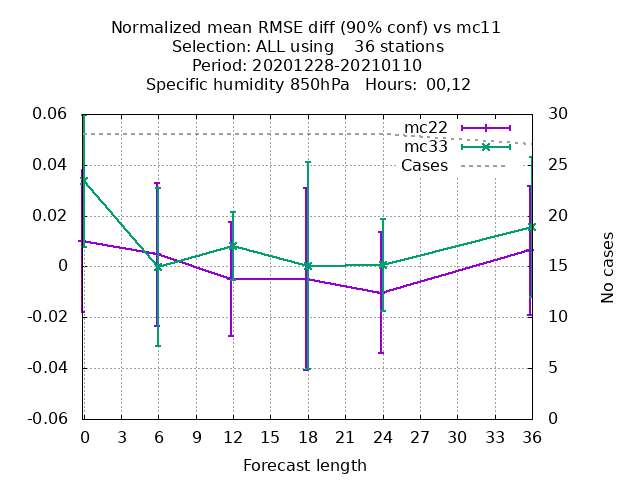 Normalized mean RMSE diff (90% conf) vs mc11
Selection: ALL using    36 stations
Period: 20201228-20210110
Specific humidity 850hPa   Hours: 00,12
0.06
0.04
0.02
0
-0.02
-0.04
-0.06
mc22
mc33
Cases
30
25
20
15
10
5
0
No cases
0 3 6 9 12 15 18 21 24 27 30 33 36
Forecast length